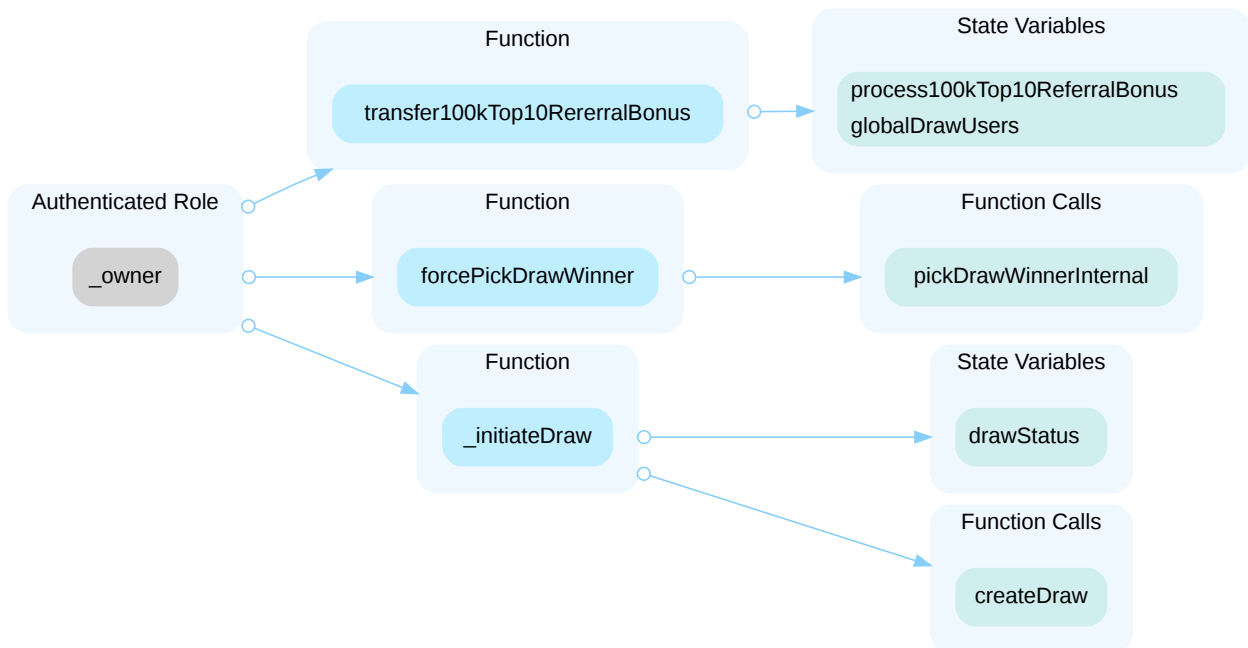 Function
transfer100kTop10RererralBonus
State Variables
process100kTop10ReferralBonus
globalDrawUsers
Authenticated Role
_owner
Function
forcePickDrawWinner
Function Calls
pickDrawWinnerInternal
Function
_initiateDraw
State Variables
drawStatus
Function Calls
createDraw